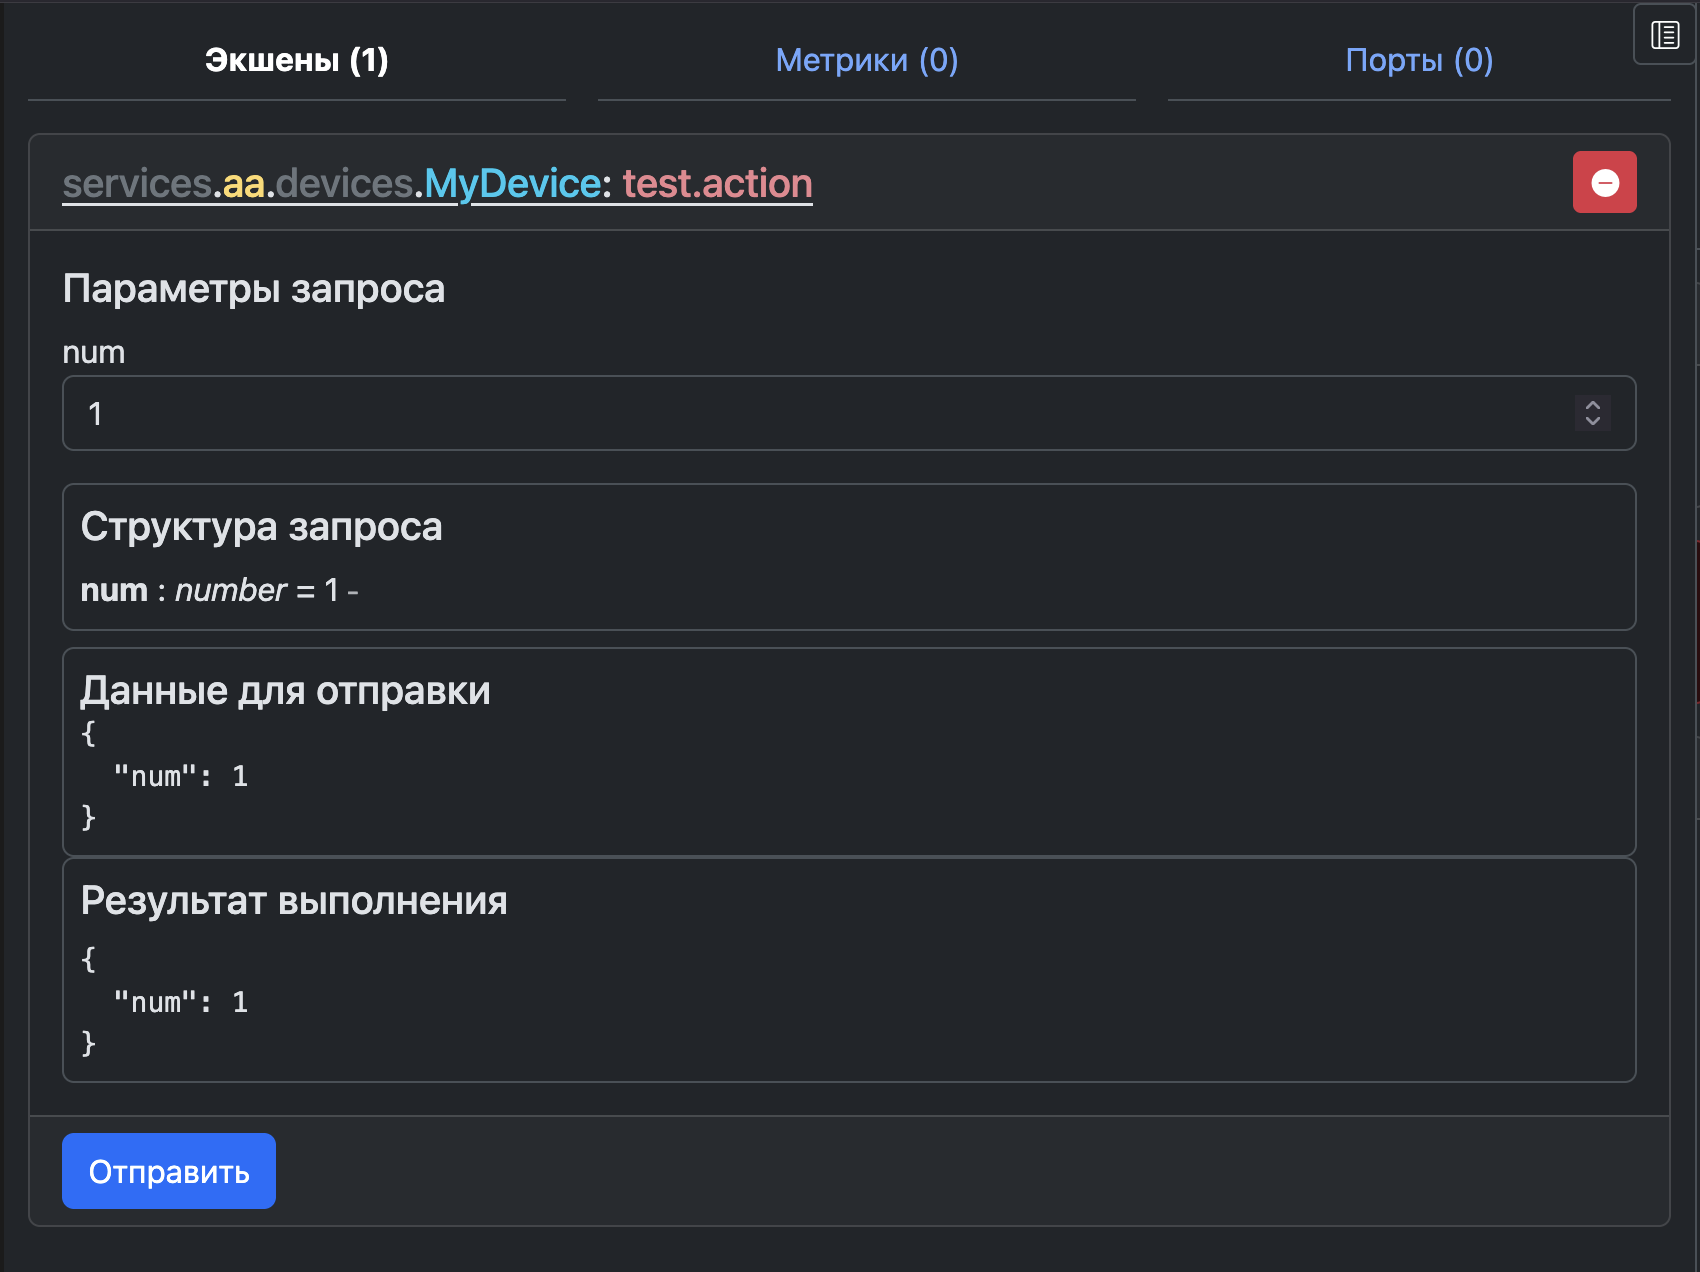 Экшены (1)
Метрики (0)
Порты (0)
services.aa.devices.MyDevice: test.action
Параметры запроса
num
1
Структура запроса
num : number = 1 -
Данные для отправки
{
  "num": 1
}
Результат выполнения
{
  "num": 1
}
Отправить